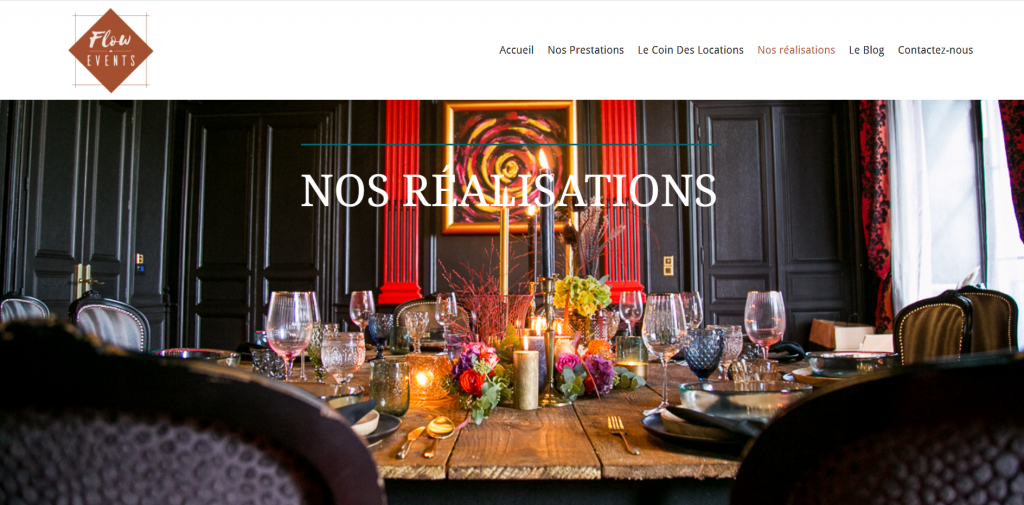 Flow
EVENTS
Accueil Nos Prestations Le Coin Des Locations Nos réalisations Le Blog Contactez-nous
NOS RÉALISATIONS